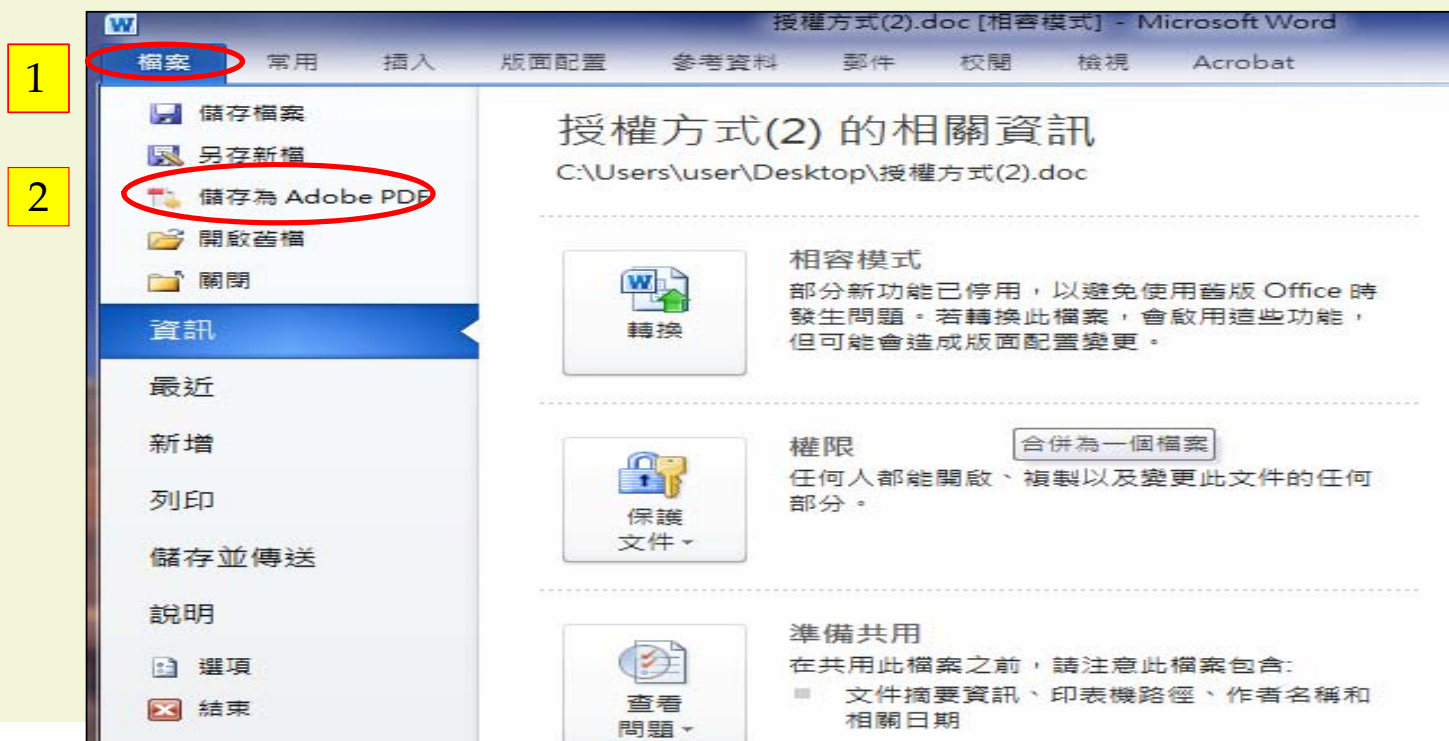 授權方式(2).doc [相容模式] - Microsoft Word
檔案 常用 插入 版面配置 參考資料 郵件 校閱 檢視 Acrobat
1
儲存檔案
另存新檔
2
儲存為 Adobe PDF
開啟舊檔
關閉
資訊
最近
新增
列印
儲存並傳送
說明
選項
結束
授權方式(2) 的相關資訊
C:\Users\user\Desktop\授權方式(2).doc
轉換
相容模式
部分新功能已停用，以避免使用舊版 Office 時
發生問題。若轉換此檔案，會啟用這些功能，
但可能會造成版面配置變更。
保護
文件
權限
合併為一個檔案
任何人都能開啟、複製以及變更此文件的任何
部分。
查看
問題
準備共用
在共用此檔案之前，請注意此檔案包含:
文件摘要資訊、印表機路徑、作者名稱和
相關日期